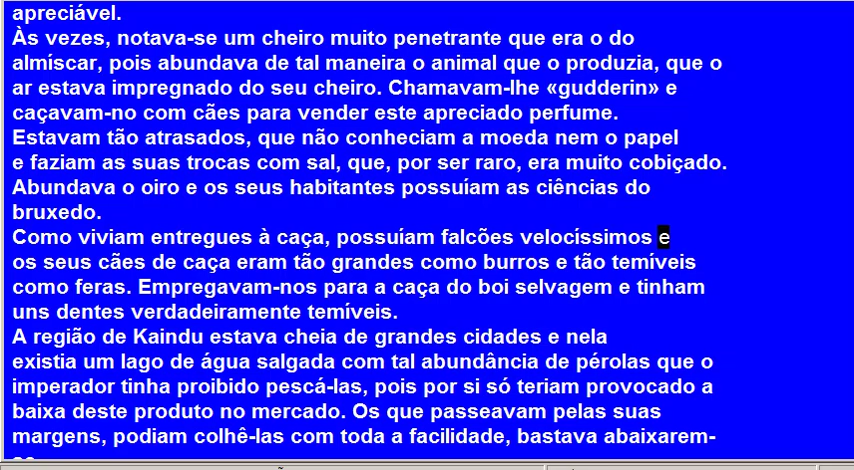 apreciável.
Às vezes, notava-se um cheiro muito penetrante que era o do
almíscar, pois abundava de tal maneira o animal que o produzia, que o
ar estava impregnado do seu cheiro. Chamavam-lhe «gudderin» e
caçavam-no com cães para vender este apreciado perfume.
Estavam tão atrasados, que não conheciam a moeda nem o papel
e faziam as suas trocas com sal, que, por ser raro, era muito cobiçado.
Abundava o oiro e os seus habitantes possuíam as ciências do
bruxedo.
Como viviam entregues à caça, possuíam falcões velocíssimos e
os seus cães de caça eram tão grandes como burros e tão temíveis
como feras. Empregavam-nos para a caça do boi selvagem e tinham
uns dentes verdadeiramente temíveis.
A região de Kaindu estava cheia de grandes cidades e nela
existia um lago de água salgada com tal abundância de pérolas que o
imperador tinha proibido pescá-las, pois por si só teriam provocado a
baixa deste produto no mercado. Os que passeavam pelas suas
margens, podiam colhê-las com toda a facilidade, bastava abaixarem-